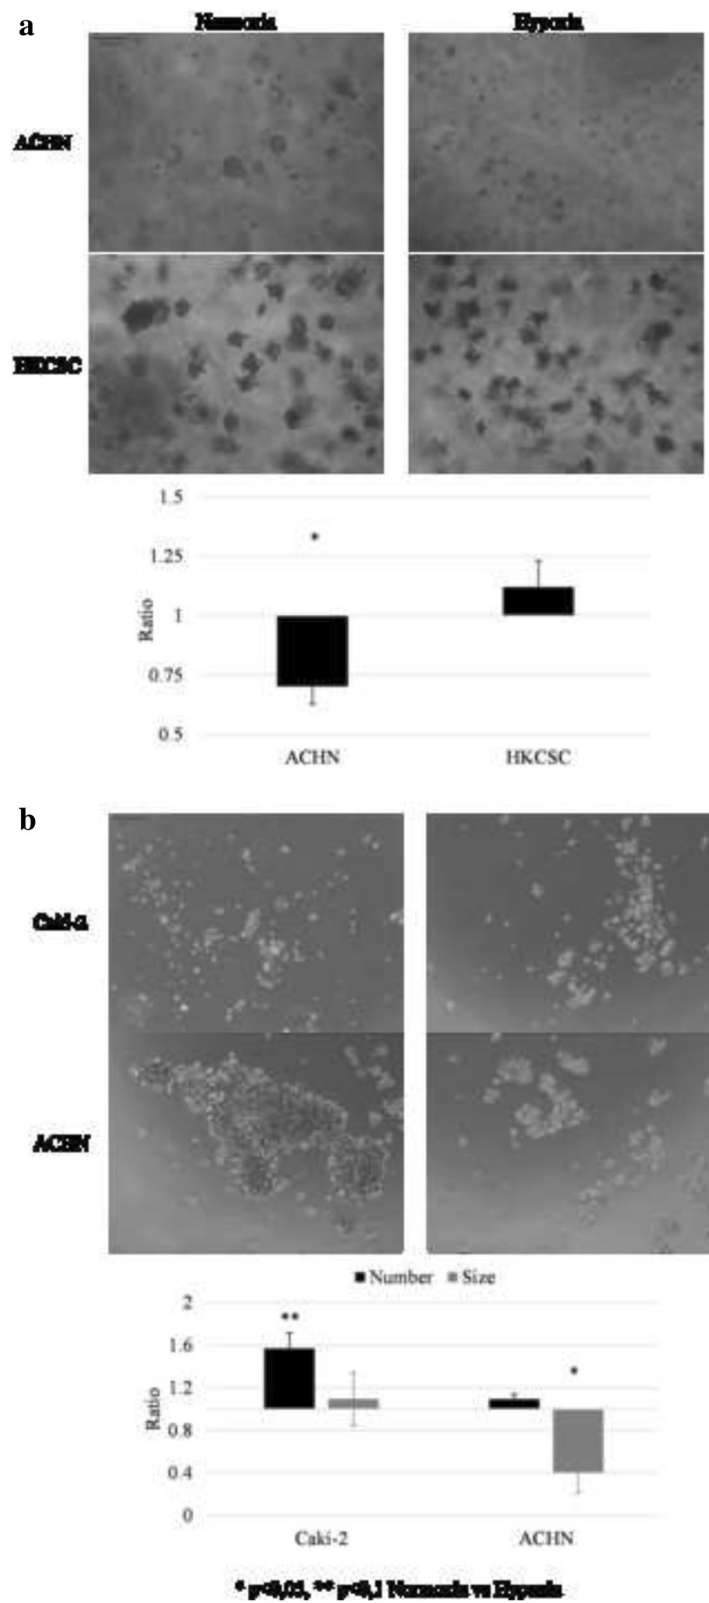 a
Normoxia Hypoxia
ACHN
HKCSC
1.5
*
1.25
1
0.75
0.5
Ratio
ACHN HKCSC
b
Caki-2
ACHN
Number Size
2
**
1.6
*
1.2
0.8
0.4
0
Ratio
Caki-2 ACHN
* p<0,05, ** p<0,1 Normoxia vs Hypoxia